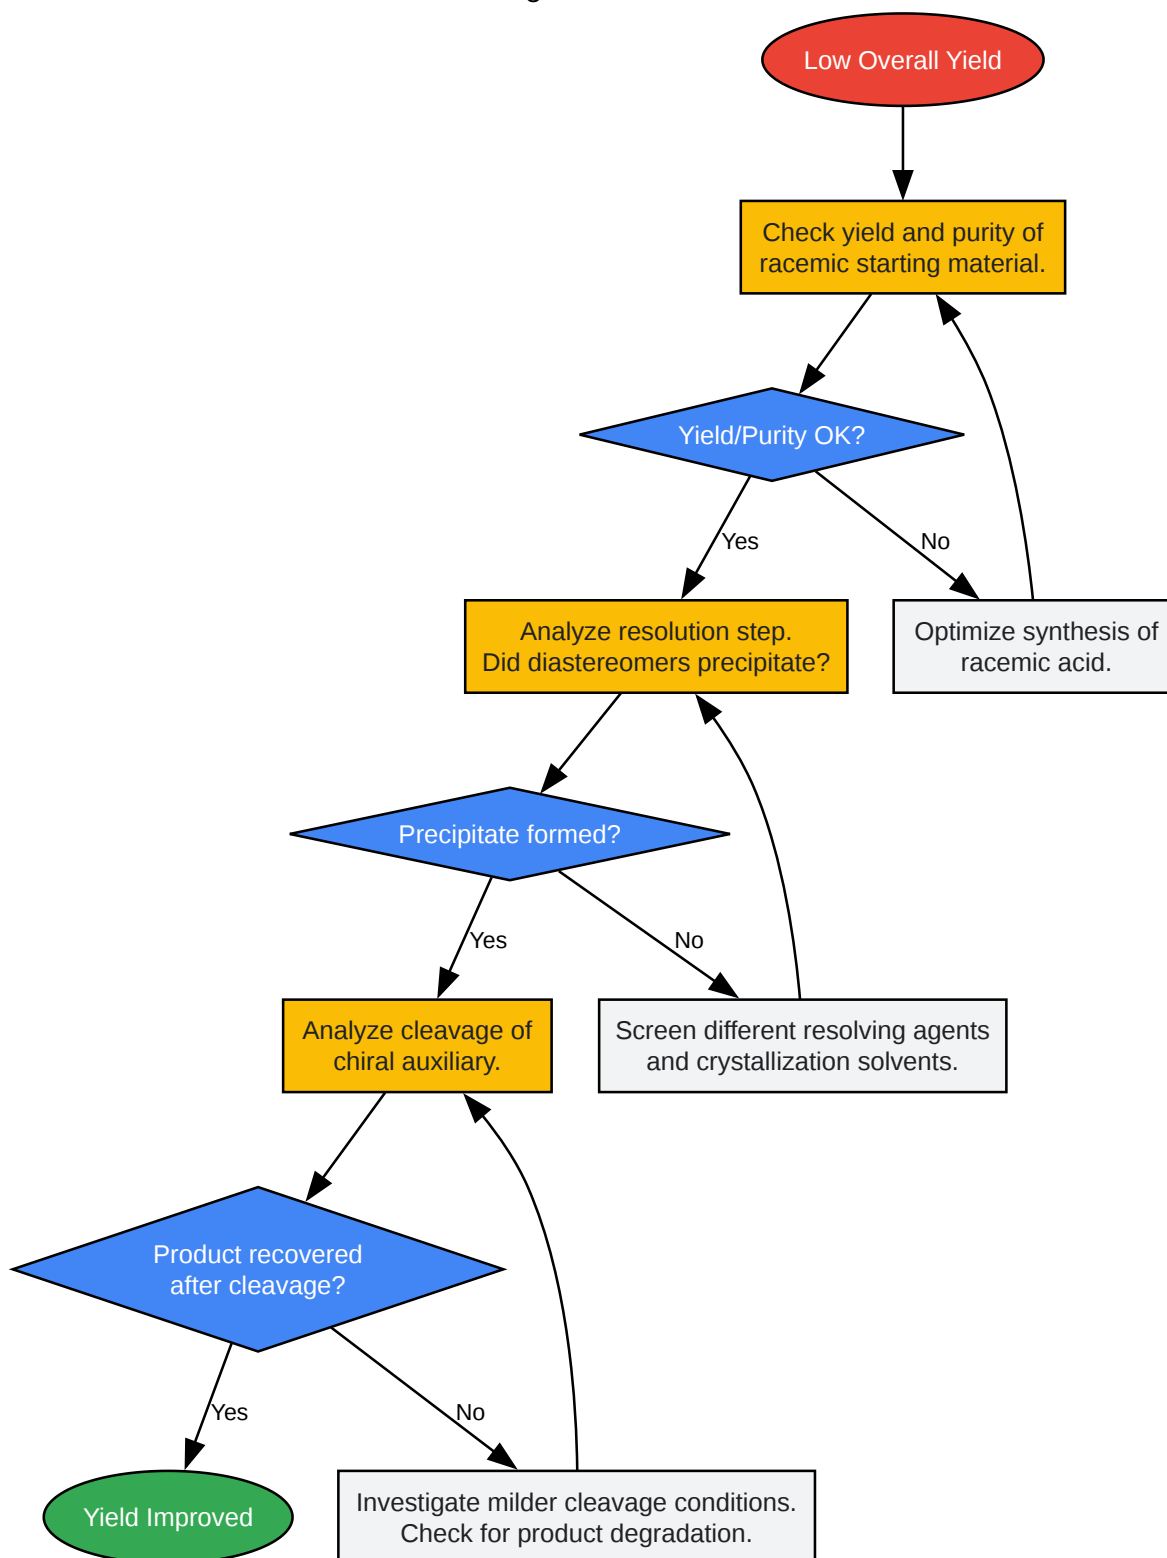 Low Overall Yield
Check yield and purity of
racemic starting material.
Yield/Purity OK?
Yes
No
Analyze resolution step.
Did diastereomers precipitate?
Optimize synthesis of
racemic acid.
Precipitate formed?
Yes
No
Analyze cleavage of
chiral auxiliary.
Screen different resolving agents
and crystallization solvents.
Product recovered
after cleavage?
Yes
No
Yield Improved
Investigate milder cleavage conditions.
Check for product degradation.